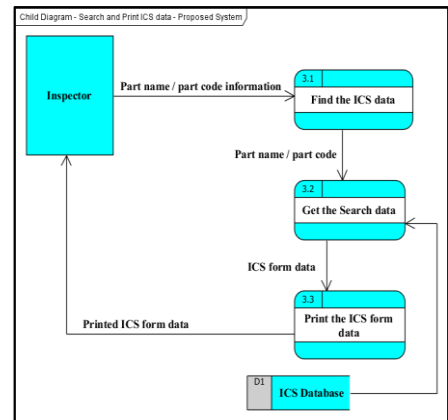 Child Diagram - Search and Print ICS data - Proposed System
Inspector
Part name / part code information
3.1
Find the ICS data
Part name / part code
3.2
Get the Search data
ICS form data
3.3
Print the ICS form
data
Printed ICS form data
D1
ICS Database